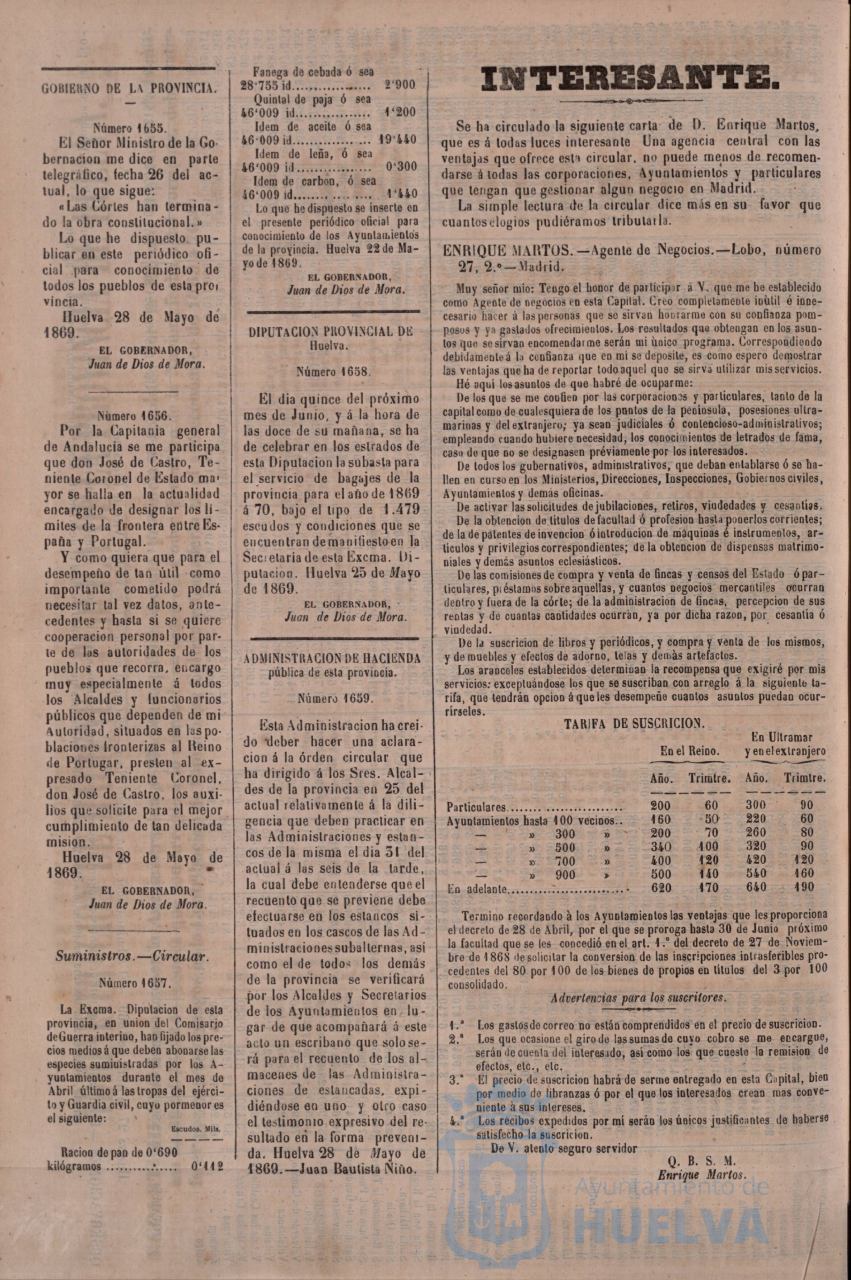 GOBIERNO DE LA PROVINCIA.
Número 1655.
El Señor Ministro de la Go-
bernacion me dice en parte
telegráfico, fecha 26 del ac-
tual, lo que sigue:
«Las Córtes han termina-
do la obra constitucional.»
Lo que he dispuesto pu-
blicar en este periódico ofi-
cial para conocimiento de
todos los pueblos de esta pro-
vincia.
Huelva 28 de Mayo de
1869.
EL GOBERNADOR,
Juan de Dios de Mora.
Número 1656.
Por la Capitania general
de Andalucia se me participa
que don José de Castro, Te-
niente Coronel de Estado ma-
yor se halla en la actualidad
encargado de designar los lí-
mites de la frontera entre Es-
paña y Portugal.
Y como quiera que para el
desempeño de tan útil como
importante cometido podrá
necesitar tal vez datos, ante-
cedentes y hasta si se quiere
cooperacion personal por par-
te de las autoridades de los
pueblos que recorra, encargo
muy especialmente á todos
los Alcaldes y funcionarios
públicos que dependen de mi
Autoridad, situados en las po-
blaciones fronterizas al Reino
de Portugal, presten al ex-
presado Teniente Coronel,
don José de Castro, los auxi-
lios que solicite para el mejor
cumplimiento de tan delicada
mision.
Huelva 28 de Mayo de
1869.
EL GOBERNADOR,
Juan de Dios de Mora.
Suministros.—Circular.
Número 1657.
La Excma. Diputacion de esta
provincia, en union del Comisario
de Guerra interino, han fijado los pre-
cios medios á que deben abonarse las
especies suministradas por los A-
yuntamientos durante el mes de
Abril último á las tropas del ejérci-
to y Guardia civil, cuyo pormenor es
el siguiente:
Escudos. Mils.
Racion de pan de 0'690
kilógramos ............ 0'112
Fanega de cebada ó sea
28'755 id.................. 2'900
Quintal de paja ó sea
46'009 id.................. 1'200
Idem de aceite ó sea
46'009 id.................. 19'440
Idem de leña, ó sea
46'009 id.................. 0'300
Idem de carbon, ó sea
46'009 id.................. 1'440
Lo que he dispuesto se inserte en
el presente periódico oficial para
conocimiento de los Ayuntamientos
de la provincia. Huelva 22 de Ma-
yo de 1869.
EL GOBERNADOR,
Juan de Dios de Mora.
DIPUTACION PROVINCIAL DE
Huelva.
Número 1658.
El dia quince del próximo
mes de Junio, y á la hora de
las doce de su mañana, se ha
de celebrar en los estrados de
esta Diputacion la subasta para
el servicio de bagajes de la
provincia para el año de 1869
á 70, bajo el tipo de 1.479
escudos y condiciones que se
encuentran de manifiesto en la
Secretaria de esta Excma. Di-
putacion. Huelva 25 de Mayo
de 1869.
EL GOBERNADOR,
Juan de Dios de Mora.
ADMINISTRACION DE HACIENDA
pública de esta provincia.
Número 1659.
Esta Administracion ha crei-
do deber hacer una aclara-
cion á la órden circular que
ha dirigido á los Sres. Alcal-
des de la provincia en 25 del
actual relativamente á la dili-
gencia que deben practicar en
las Administraciones y estan-
cos de la misma el dia 31 del
actual á las seis de la tarde,
la cual debe entenderse que el
recuento que se previene debe
efectuarse en los estancos si-
tuados en los cascos de las Ad-
ministraciones subalternas, asi
como el de todos los demás
de la provincia se verificará
por los Alcaldes y Secretarios
de los Ayuntamientos en lu-
gar de que acompañará á este
acto un escribano que solo se-
rá para el recuento de los al-
macenes de las Administra-
ciones de estancadas, expi-
diéndose en uno y otro caso
el testimonio expresivo del re-
sultado en la forma preveni-
da. Huelva 28 de Mayo de
1869.—Juan Bautista Niño.
INTERESANTE.
Se ha circulado la siguiente carta de D. Enrique Martos,
que es á todas luces interesante Una agencia central con las
ventajas que ofrece esta circular, no puede menos de recomen-
darse á todas las corporaciones, Ayuntamientos y particulares
que tengan que gestionar algun negocio en Madrid.
La simple lectura de la circular dice más en su favor que
cuantos elogios pudiéramos tributarla.
ENRIQUE MARTOS.—Agente de Negocios.—Lobo, número
27, 2.º—Madrid.
Muy señor mio: Tengo el honor de participar á V. que me he establecido
como Agente de negocios en esta Capital. Creo completamente inútil é inne-
cesario hacer á las personas que se sirvan honrarme con su confianza pom-
posos y ya gastados ofrecimientos. Los resultados que obtengan en los asun-
tos que se sirvan encomendarme serán mi único programa. Correspondiendo
debidamente á la confianza que en mi se deposite, es como espero demostrar
las ventajas que ha de reportar todo aquel que se sirva utilizar mis servicios.
Hé aqui los asuntos de que habré de ocuparme:
De los que se me confien por las corporaciones y particulares, tanto de la
capital como de cualesquiera de los puntos de la peninsula, posesiones ultra-
marinas y del extranjero; ya sean judiciales ó contencioso-administrativos;
empleando cuando hubiere necesidad, los conocimientos de letrados de fama,
caso de que no se designasen préviamente por los interesados.
De todos los gubernativos, administrativos, que deban entablarse ó se ha-
llen en curso en los Ministerios, Direcciones, Inspecciones, Gobiernos civiles,
Ayuntamientos y demás oficinas.
De activar las solicitudes de jubilaciones, retiros, viudedades y cesantias.
De la obtencion de titulos de facultad ó profesion hasta ponerlos corrientes;
de la de pátentes de invencion ó introducion de máquinas é instrumentos, ar-
ticulos y privilegios correspondientes; de la obtencion de dispensas matrimo-
niales y demás asuntos eclesiásticos.
De las comisiones de compra y venta de fincas y censos del Estado ó par-
ticulares, préstamos sobre aquellas, y cuantos negocios mercantiles ocurran
dentro y fuera de la córte; de la administracion de fincas, percepcion de sus
rentas y de cuantas cantidades ocurran, ya por dicha razon, por cesantia ó
viudedad.
De la suscricion de libros y periódicos, y compra y venta de los mismos,
y de muebles y efectos de adorno, telas y demás artefactos.
Los aranceles establecidos determinan la recompensa que exigiré por mis
servicios: exceptuándose los que se suscriban con arreglo á la siguiente ta-
rifa, que tendrán opcion á que les desempeñe cuantos asuntos puedan ocur-
rirseles.
TARIFA DE SUSCRICION.
En el Reino. En Ultramar y en el extranjero
Año. Trimtre. Año. Trimtre.
Particulares........................ 200 60 300 90
Ayuntamientos hasta 100 vecinos.. 160 50 220 60
— » 300 » 200 70 260 80
— » 500 » 340 100 320 90
— » 700 » 400 120 420 120
— » 900 » 500 140 540 160
En adelante........................ 620 170 640 190
Termino recordando á los Ayuntamientos las ventajas que les proporciona
el decreto de 28 de Abril, por el que se proroga hasta 30 de Junio próximo
la facultad que se les concedió en el art. 1.º del decreto de 27 de Noviem-
bre de 1868 de solicitar la conversion de las inscripciones intrasferibles pro-
cedentes del 80 por 100 de los bienes de propios en titulos del 3 por 100
consolidado.
Advertencias para los suscritores.
1.ª Los gastos de correo no están comprendidos en el precio de suscricion.
2.ª Los que ocasione el giro de las sumas de cuyo cobro se me encargue,
serán de cuenta del interesado, asi como los que cueste la remision de
efectos, etc., etc.
3.ª El precio de suscricion habrá de serme entregado en esta Capital, bien
por medio de libranzas ó por el que los interesados crean mas conve-
niente á sus intereses.
4.ª Los recibos expedidos por mi serán los únicos justificantes de haberse
satisfecho la suscricion.
De V. atento seguro servidor
Q. B. S. M.
Enrique Martos.
Ayuntamiento de
HUELVA